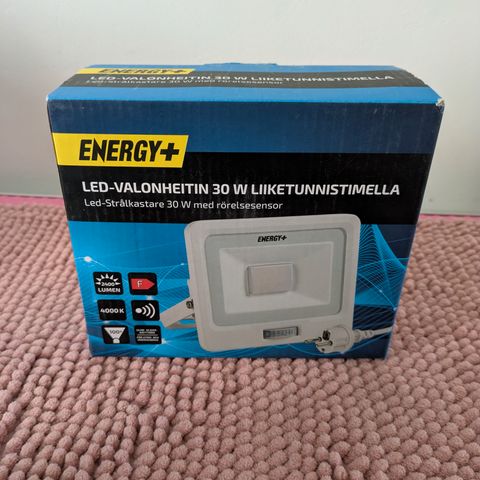 ENERGY+
LED-VALONHEITIN 30 W LIIKETUNNISTIMELLA
Led-Strålkastare 30 W med rörelsesensor
ENERGY+
LED-VALONHEITIN 30 W LIIKETUNNISTIMELLA
Led-Strålkastare 30 W med rörelsesensor
ENERGY+
2400
LUMEN
F
4000 K
100°